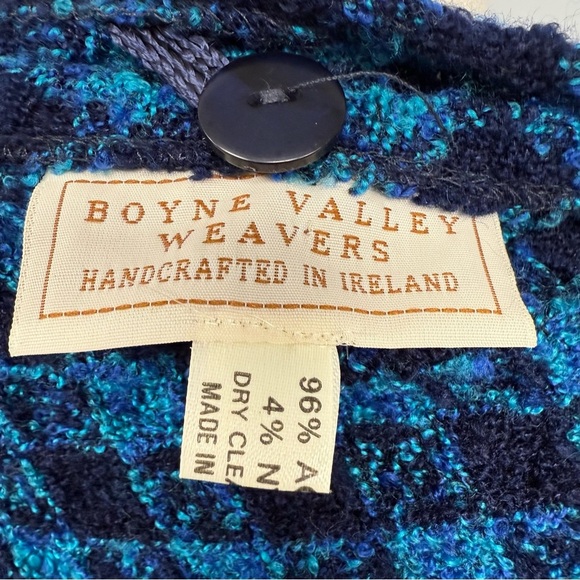 BOYNE VALLEY
WEAVERS
HANDCRAFTED IN IRELAND
96% A
4% N
DRY CLE
MADE IN